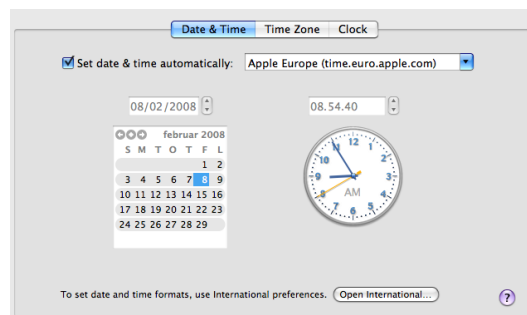 Date & Time Time Zone Clock
Set date & time automatically: Apple Europe (time.euro.apple.com)
08/02/2008 08.54.40
februar 2008
S M T O T F L
1 2
3 4 5 6 7 8 9
10 11 12 13 14 15 16
17 18 19 20 21 22 23
24 25 26 27 28 29
12
11 1
10 2
9 3
AM
8 4
7 6 5
To set date and time formats, use International preferences. Open International... ?